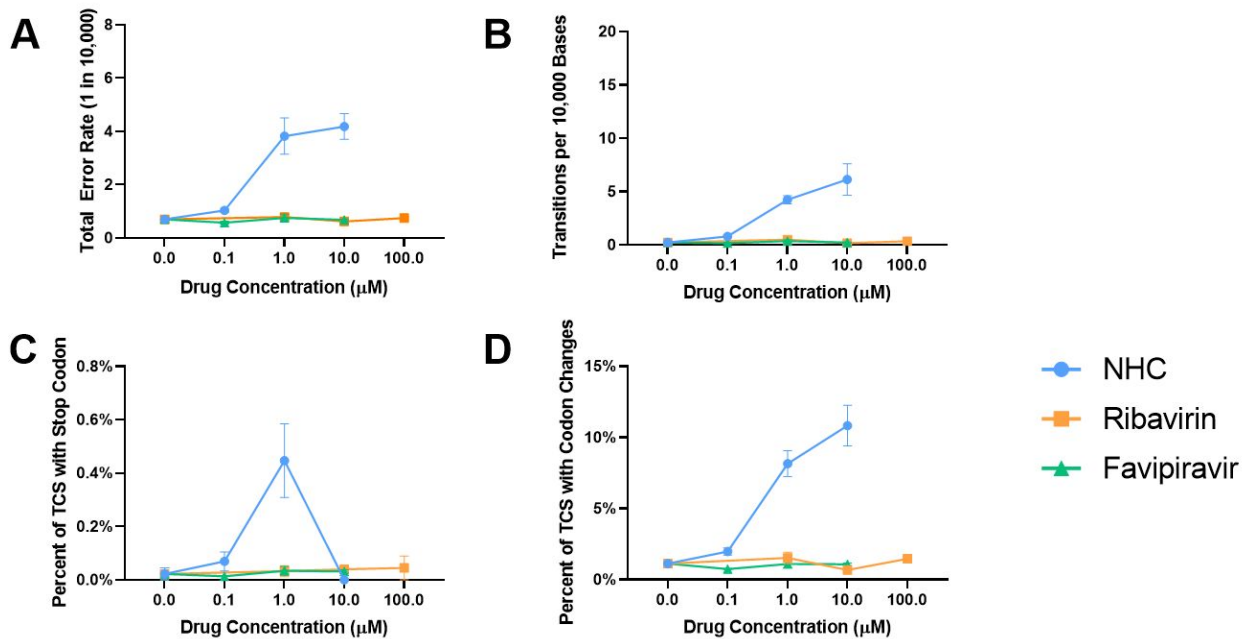 A
Total Error Rate (1 in 10,000)
8
6
4
2
0
0.0 0.1 1.0 10.0 100.0
Drug Concentration (μM)
B
Transitions per 10,000 Bases
20
15
10
5
0
0.0 0.1 1.0 10.0 100.0
Drug Concentration (μM)
C
Percent of TCS with Stop Codon
0.8%
0.6%
0.4%
0.2%
0.0%
0.0 0.1 1.0 10.0 100.0
Drug Concentration (μM)
D
Percent of TCS with Codon Changes
15%
10%
5%
0%
0.0 0.1 1.0 10.0 100.0
Drug Concentration (μM)
NHC
Ribavirin
Favipiravir